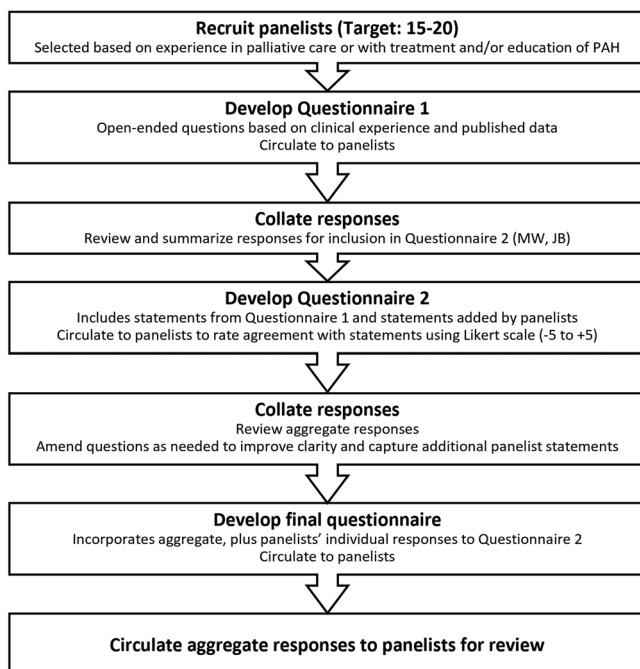 Recruit panelists (Target: 15-20)
Selected based on experience in palliative care or with treatment and/or education of PAH
Develop Questionnaire 1
Open-ended questions based on clinical experience and published data
Circulate to panelists
Collate responses
Review and summarize responses for inclusion in Questionnaire 2 (MW, JB)
Develop Questionnaire 2
Includes statements from Questionnaire 1 and statements added by panelists
Circulate to panelists to rate agreement with statements using Likert scale (-5 to +5)
Collate responses
Review aggregate responses
Amend questions as needed to improve clarity and capture additional panelist statements
Develop final questionnaire
Incorporates aggregate, plus panelists’ individual responses to Questionnaire 2
Circulate to panelists
Circulate aggregate responses to panelists for review